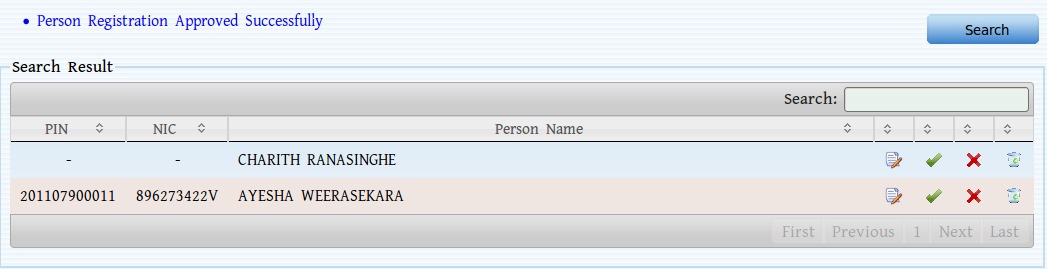 Person Registration Approved Successfully
Search
Search Result
Search:
PIN NIC Person Name
- - CHARITH RANASINGHE
201107900011 896273422V AYESHA WEERASEKARA
First Previous 1 Next Last